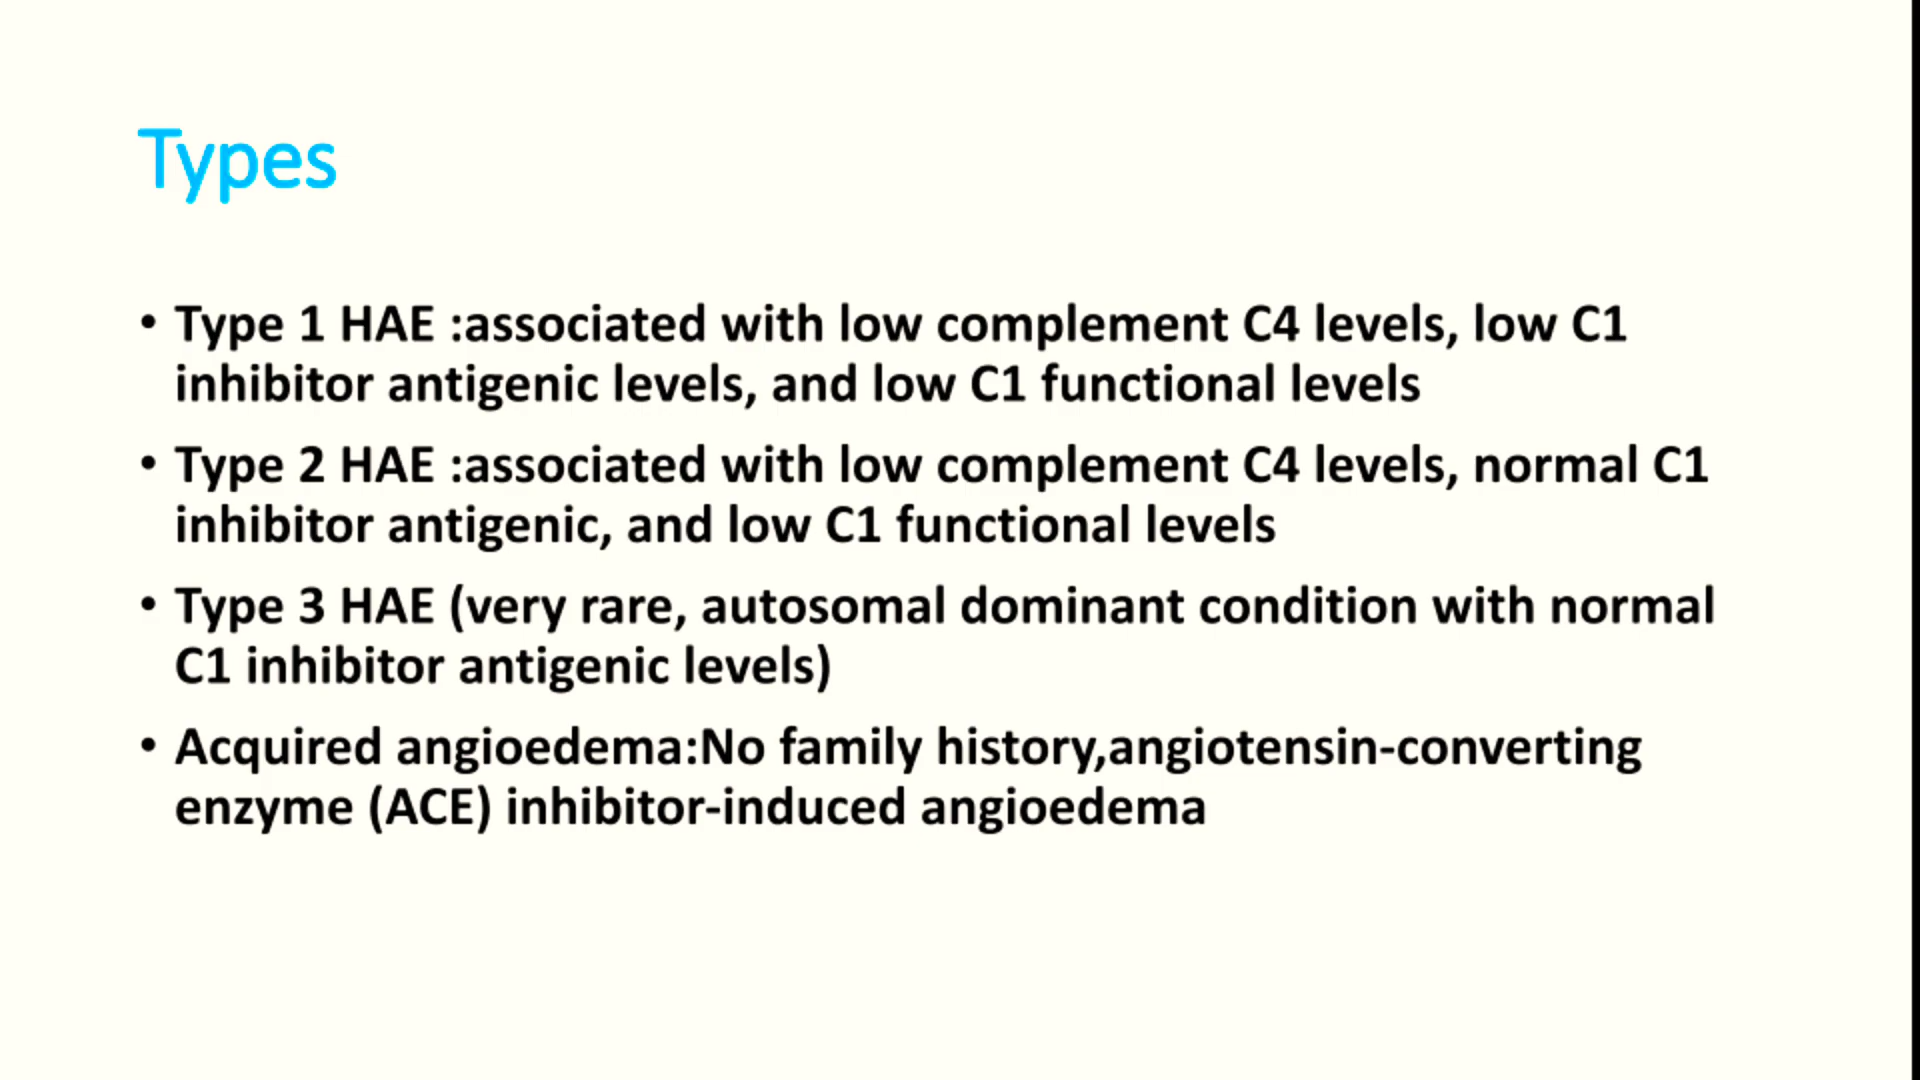 Types
• Type 1 HAE :associated with low complement C4 levels, low C1
inhibitor antigenic levels, and low C1 functional levels
• Type 2 HAE :associated with low complement C4 levels, normal C1
inhibitor antigenic, and low C1 functional levels
• Type 3 HAE (very rare, autosomal dominant condition with normal
C1 inhibitor antigenic levels)
• Acquired angioedema:No family history,angiotensin-converting
enzyme (ACE) inhibitor-induced angioedema